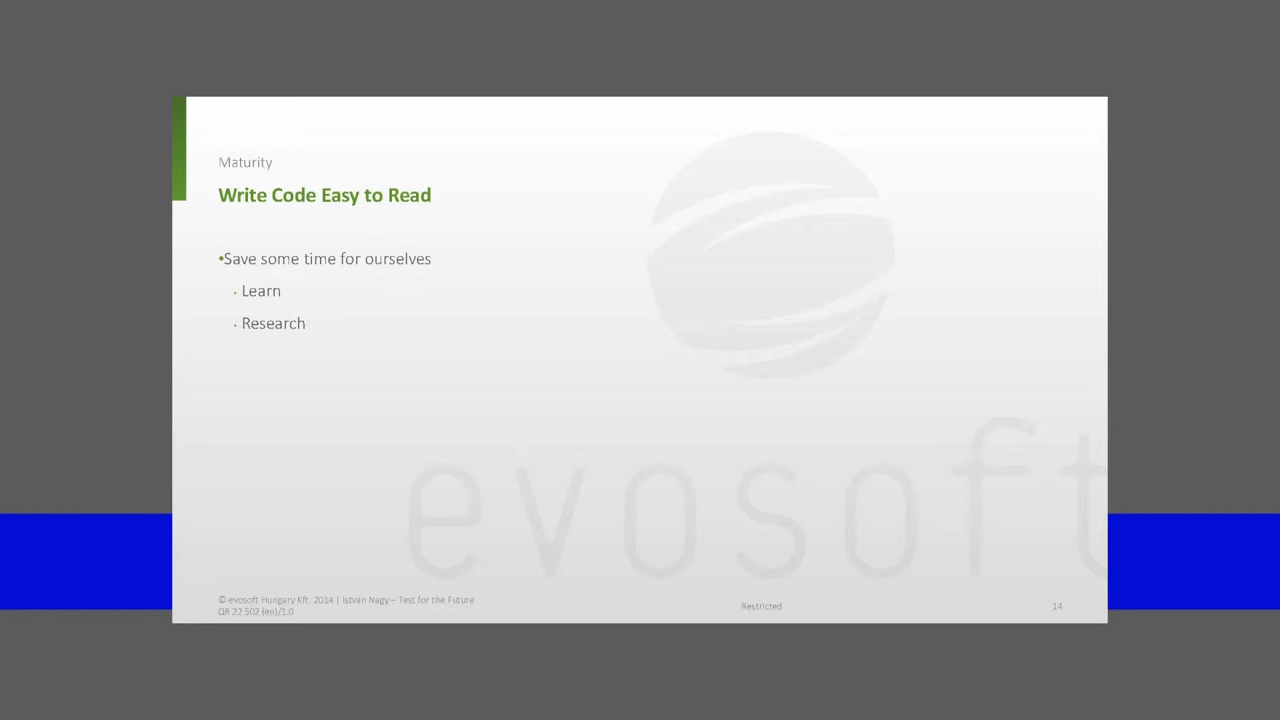 Maturity
Write Code Easy to Read
•Save some time for ourselves
· Learn
· Research
evosoft
© evosoft Hungary Kft. 2014 | István Nagy – Test for the Future
QR 22 502 (en)/1.0
Restricted
14